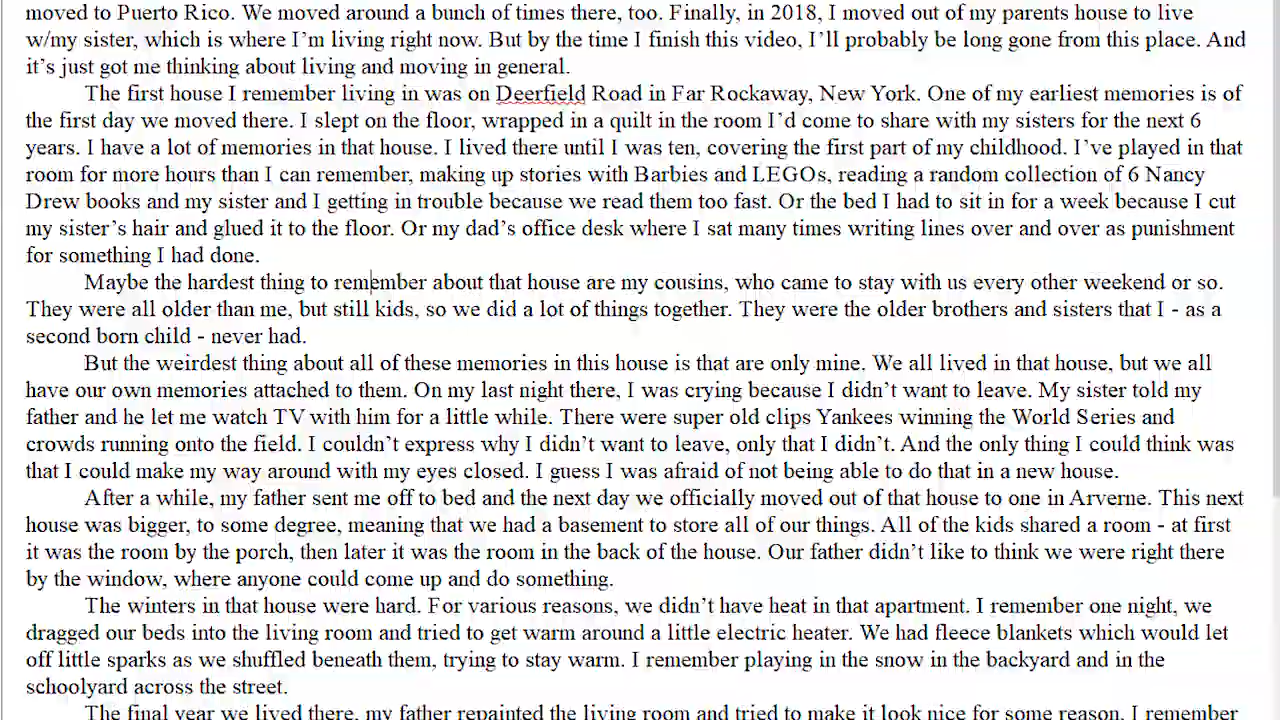 moved to Puerto Rico. We moved around a bunch of times there, too. Finally, in 2018, I moved out of my parents house to live
w/my sister, which is where I’m living right now. But by the time I finish this video, I’ll probably be long gone from this place. And
it’s just got me thinking about living and moving in general.
The first house I remember living in was on Deerfield Road in Far Rockaway, New York. One of my earliest memories is of
the first day we moved there. I slept on the floor, wrapped in a quilt in the room I’d come to share with my sisters for the next 6
years. I have a lot of memories in that house. I lived there until I was ten, covering the first part of my childhood. I’ve played in that
room for more hours than I can remember, making up stories with Barbies and LEGOs, reading a random collection of 6 Nancy
Drew books and my sister and I getting in trouble because we read them too fast. Or the bed I had to sit in for a week because I cut
my sister’s hair and glued it to the floor. Or my dad’s office desk where I sat many times writing lines over and over as punishment
for something I had done.
Maybe the hardest thing to remember about that house are my cousins, who came to stay with us every other weekend or so.
They were all older than me, but still kids, so we did a lot of things together. They were the older brothers and sisters that I - as a
second born child - never had.
But the weirdest thing about all of these memories in this house is that are only mine. We all lived in that house, but we all
have our own memories attached to them. On my last night there, I was crying because I didn’t want to leave. My sister told my
father and he let me watch TV with him for a little while. There were super old clips Yankees winning the World Series and
crowds running onto the field. I couldn’t express why I didn’t want to leave, only that I didn’t. And the only thing I could think was
that I could make my way around with my eyes closed. I guess I was afraid of not being able to do that in a new house.
After a while, my father sent me off to bed and the next day we officially moved out of that house to one in Arverne. This next
house was bigger, to some degree, meaning that we had a basement to store all of our things. All of the kids shared a room - at first
it was the room by the porch, then later it was the room in the back of the house. Our father didn’t like to think we were right there
by the window, where anyone could come up and do something.
The winters in that house were hard. For various reasons, we didn’t have heat in that apartment. I remember one night, we
dragged our beds into the living room and tried to get warm around a little electric heater. We had fleece blankets which would let
off little sparks as we shuffled beneath them, trying to stay warm. I remember playing in the snow in the backyard and in the
schoolyard across the street.
The final year we lived there, my father repainted the living room and tried to make it look nice for some reason. I remember